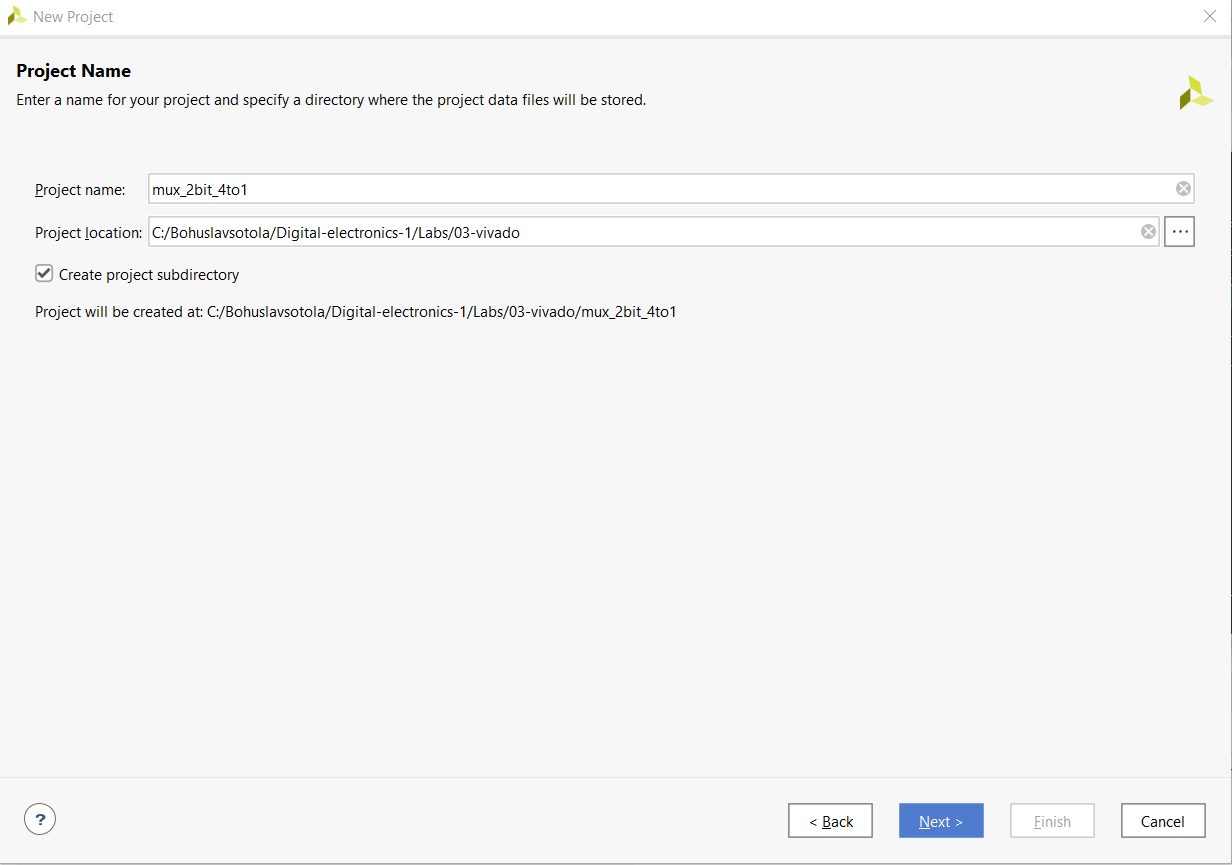 New Project
Project Name
Enter a name for your project and specify a directory where the project data files will be stored.
Project name: mux_2bit_4to1
Project location: C:/Bohuslavsotola/Digital-electronics-1/Labs/03-vivado ...
Create project subdirectory
Project will be created at: C:/Bohuslavsotola/Digital-electronics-1/Labs/03-vivado/mux_2bit_4to1
? < Back Next > Finish Cancel